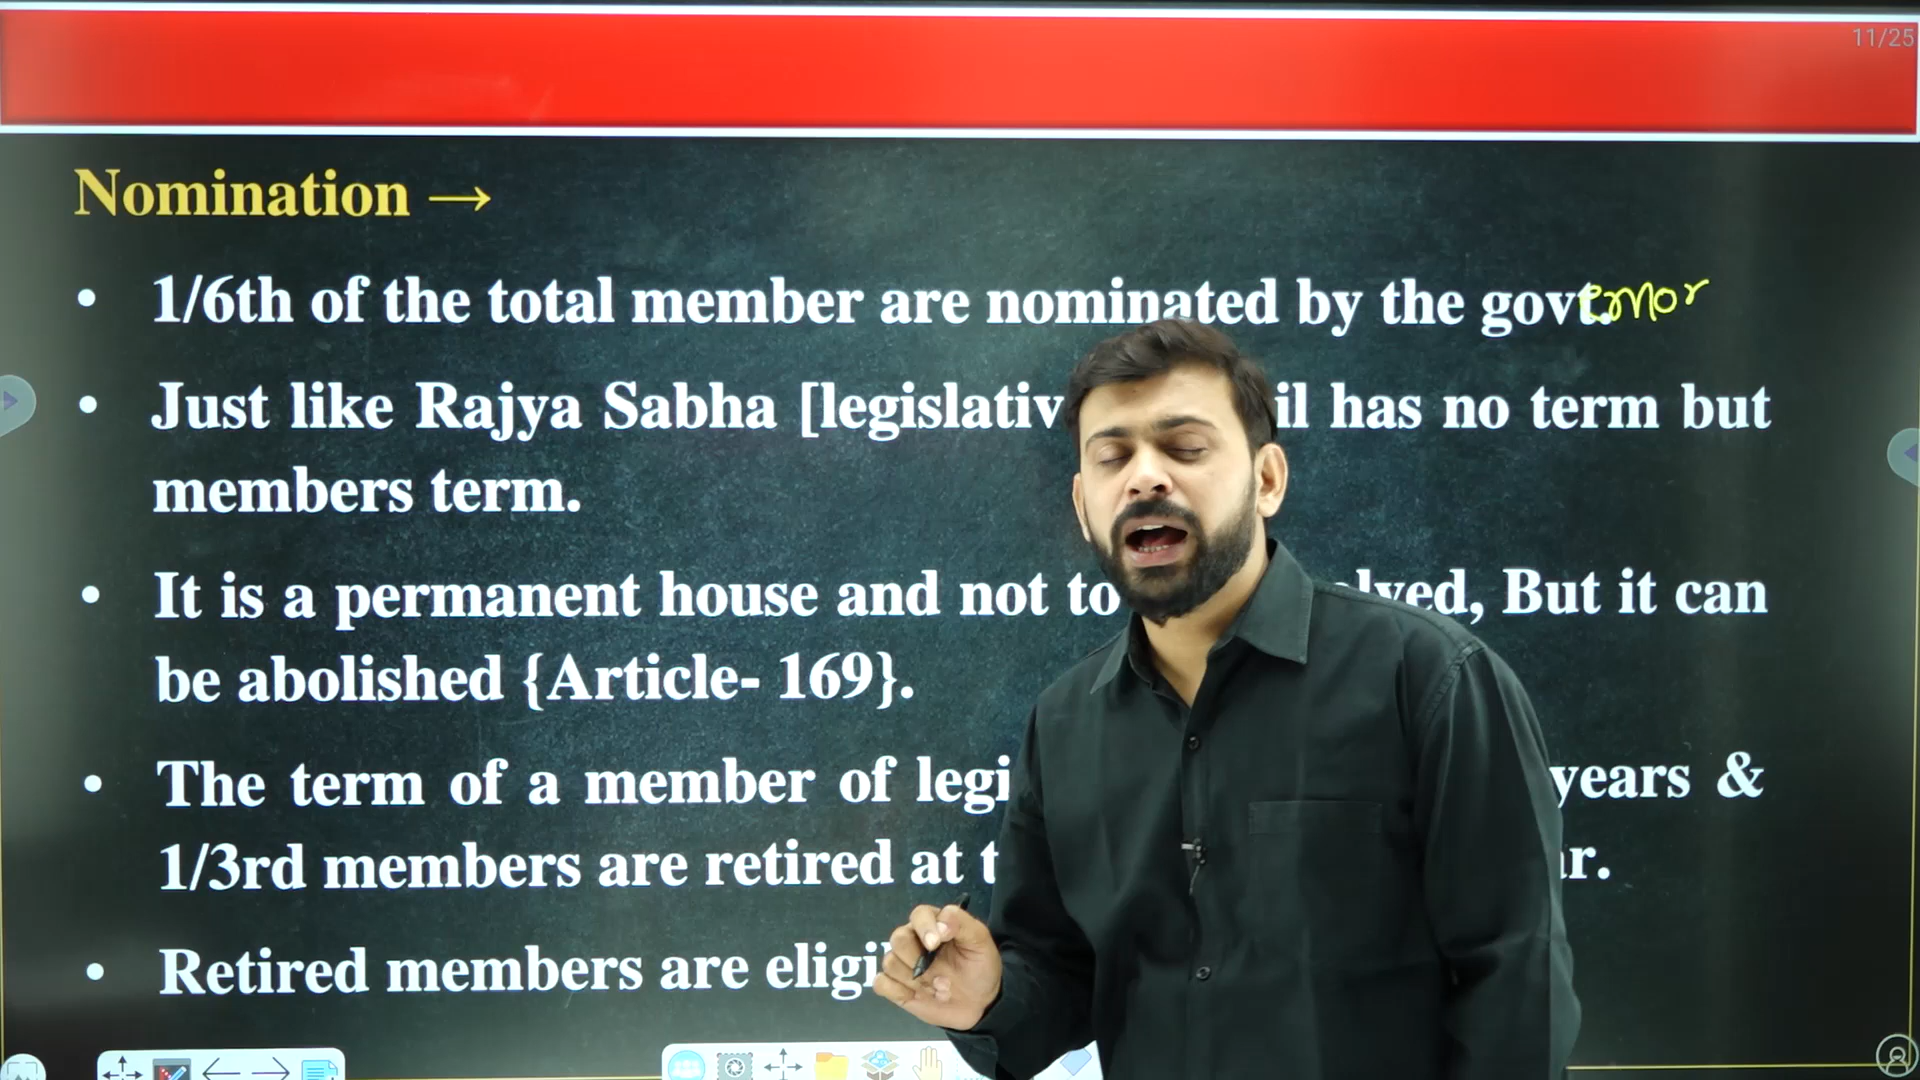 11/25
Nomination →
• 1/6th of the total member are nominated by the govt. ernor
• Just like Rajya Sabha [legislativ il has no term but
members term.
• It is a permanent house and not to lved, But it can
be abolished {Article- 169}.
• The term of a member of legi years &
1/3rd members are retired at t r.
• Retired members are eligi